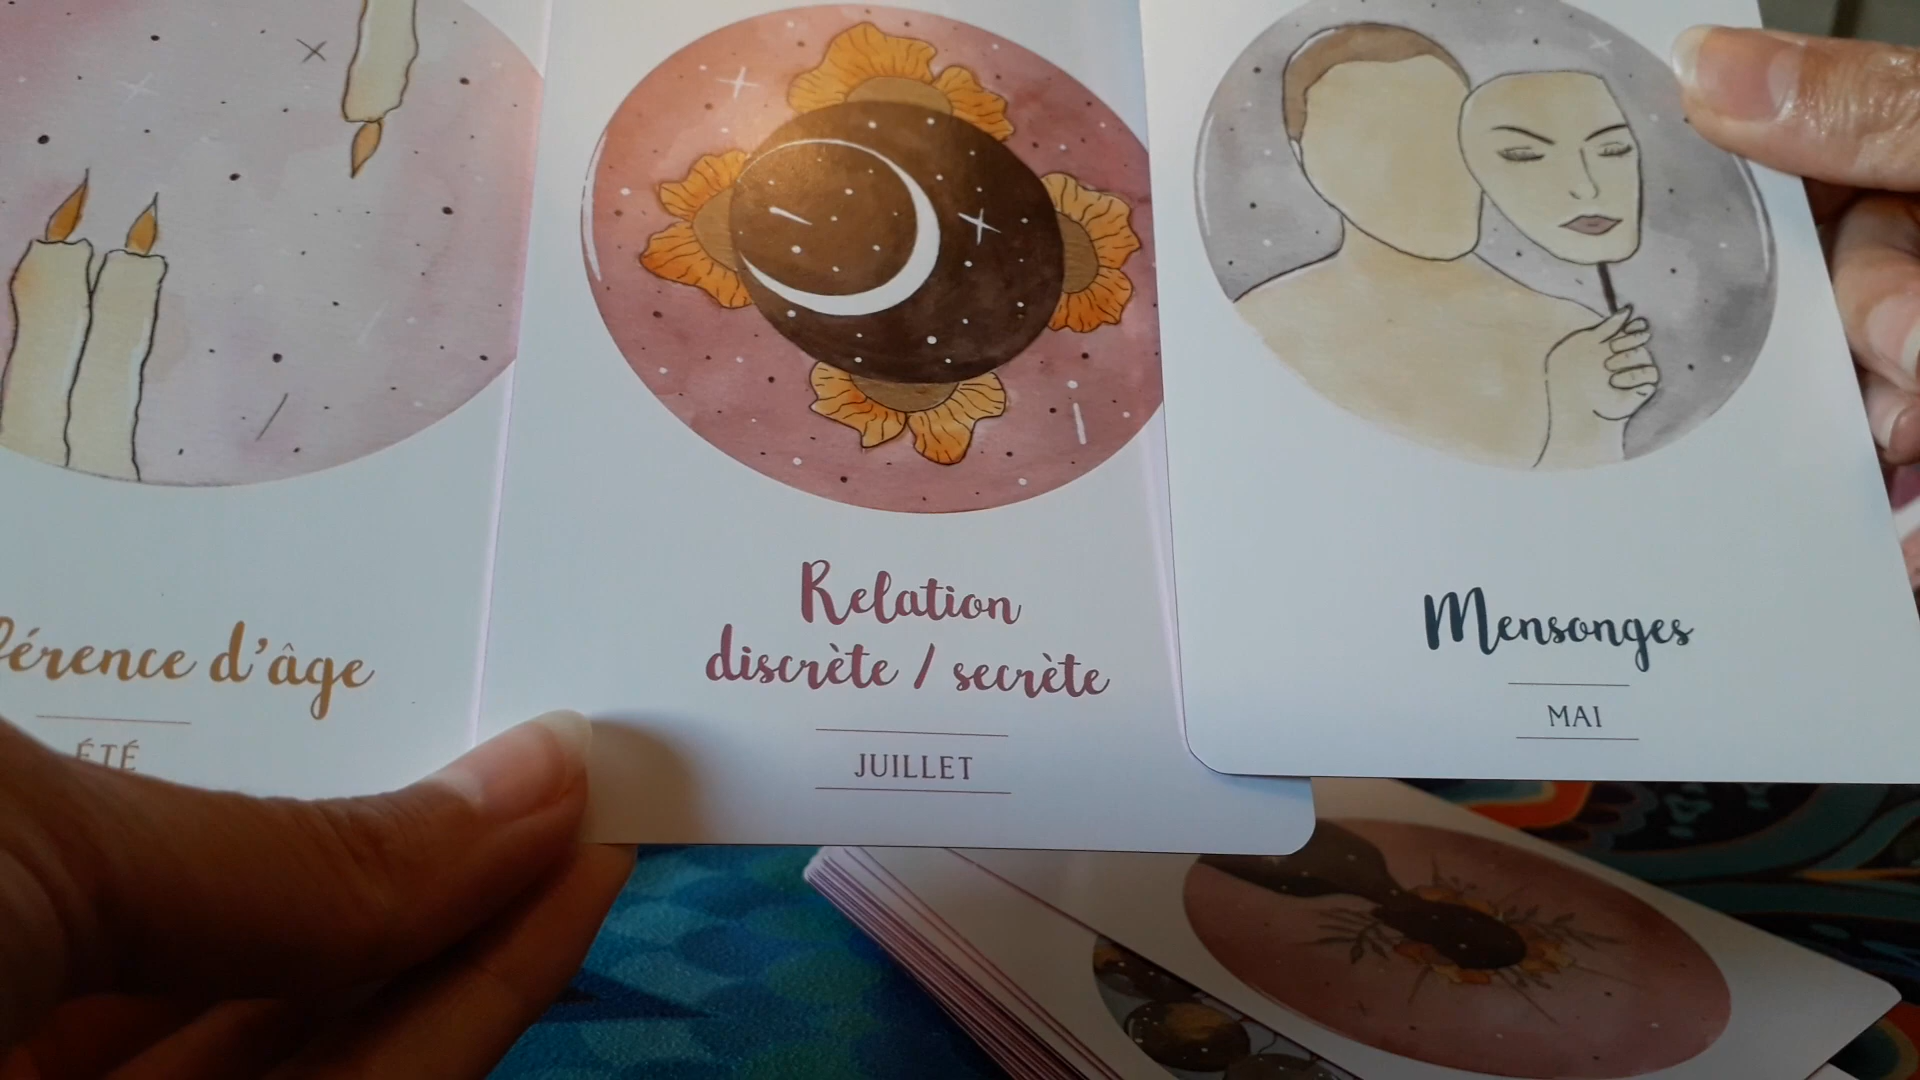 férence d'âge
ÉTÉ
Relation
discrète / secrète
JUILLET
Mensonges
MAI